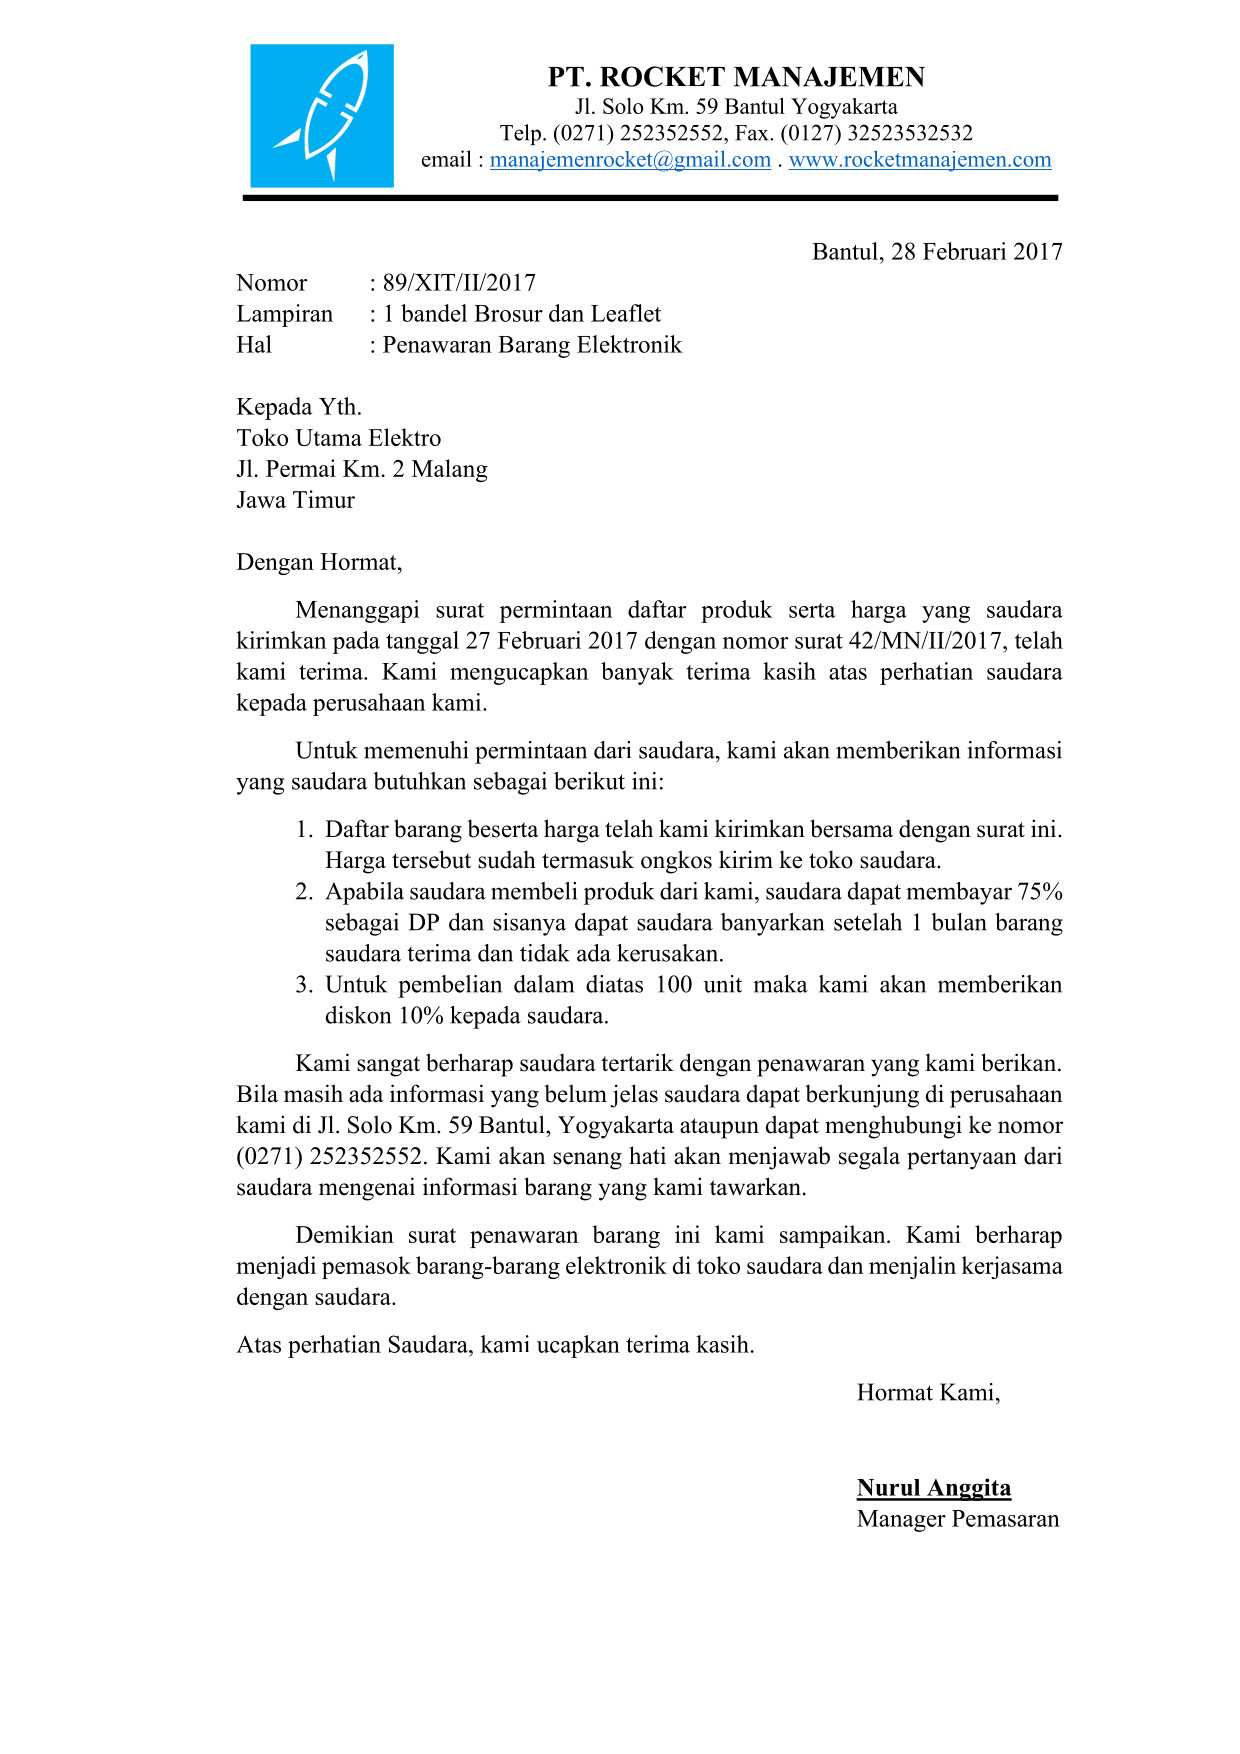 PT. ROCKET MANAJEMEN
Jl. Solo Km. 59 Bantul Yogyakarta
Telp. (0271) 252352552, Fax. (0127) 32523532532
email : manajemenrocket@gmail.com . www.rocketmanajemen.com
Bantul, 28 Februari 2017
Nomor : 89/XIT/II/2017
Lampiran : 1 bandel Brosur dan Leaflet
Hal : Penawaran Barang Elektronik
Kepada Yth.
Toko Utama Elektro
Jl. Permai Km. 2 Malang
Jawa Timur
Dengan Hormat,
Menanggapi surat permintaan daftar produk serta harga yang saudara
kirimkan pada tanggal 27 Februari 2017 dengan nomor surat 42/MN/II/2017, telah
kami terima. Kami mengucapkan banyak terima kasih atas perhatian saudara
kepada perusahaan kami.
Untuk memenuhi permintaan dari saudara, kami akan memberikan informasi
yang saudara butuhkan sebagai berikut ini:
1. Daftar barang beserta harga telah kami kirimkan bersama dengan surat ini.
Harga tersebut sudah termasuk ongkos kirim ke toko saudara.
2. Apabila saudara membeli produk dari kami, saudara dapat membayar 75%
sebagai DP dan sisanya dapat saudara banyarkan setelah 1 bulan barang
saudara terima dan tidak ada kerusakan.
3. Untuk pembelian dalam diatas 100 unit maka kami akan memberikan
diskon 10% kepada saudara.
Kami sangat berharap saudara tertarik dengan penawaran yang kami berikan.
Bila masih ada informasi yang belum jelas saudara dapat berkunjung di perusahaan
kami di Jl. Solo Km. 59 Bantul, Yogyakarta ataupun dapat menghubungi ke nomor
(0271) 252352552. Kami akan senang hati akan menjawab segala pertanyaan dari
saudara mengenai informasi barang yang kami tawarkan.
Demikian surat penawaran barang ini kami sampaikan. Kami berharap
menjadi pemasok barang-barang elektronik di toko saudara dan menjalin kerjasama
dengan saudara.
Atas perhatian Saudara, kami ucapkan terima kasih.
Hormat Kami,
Nurul Anggita
Manager Pemasaran